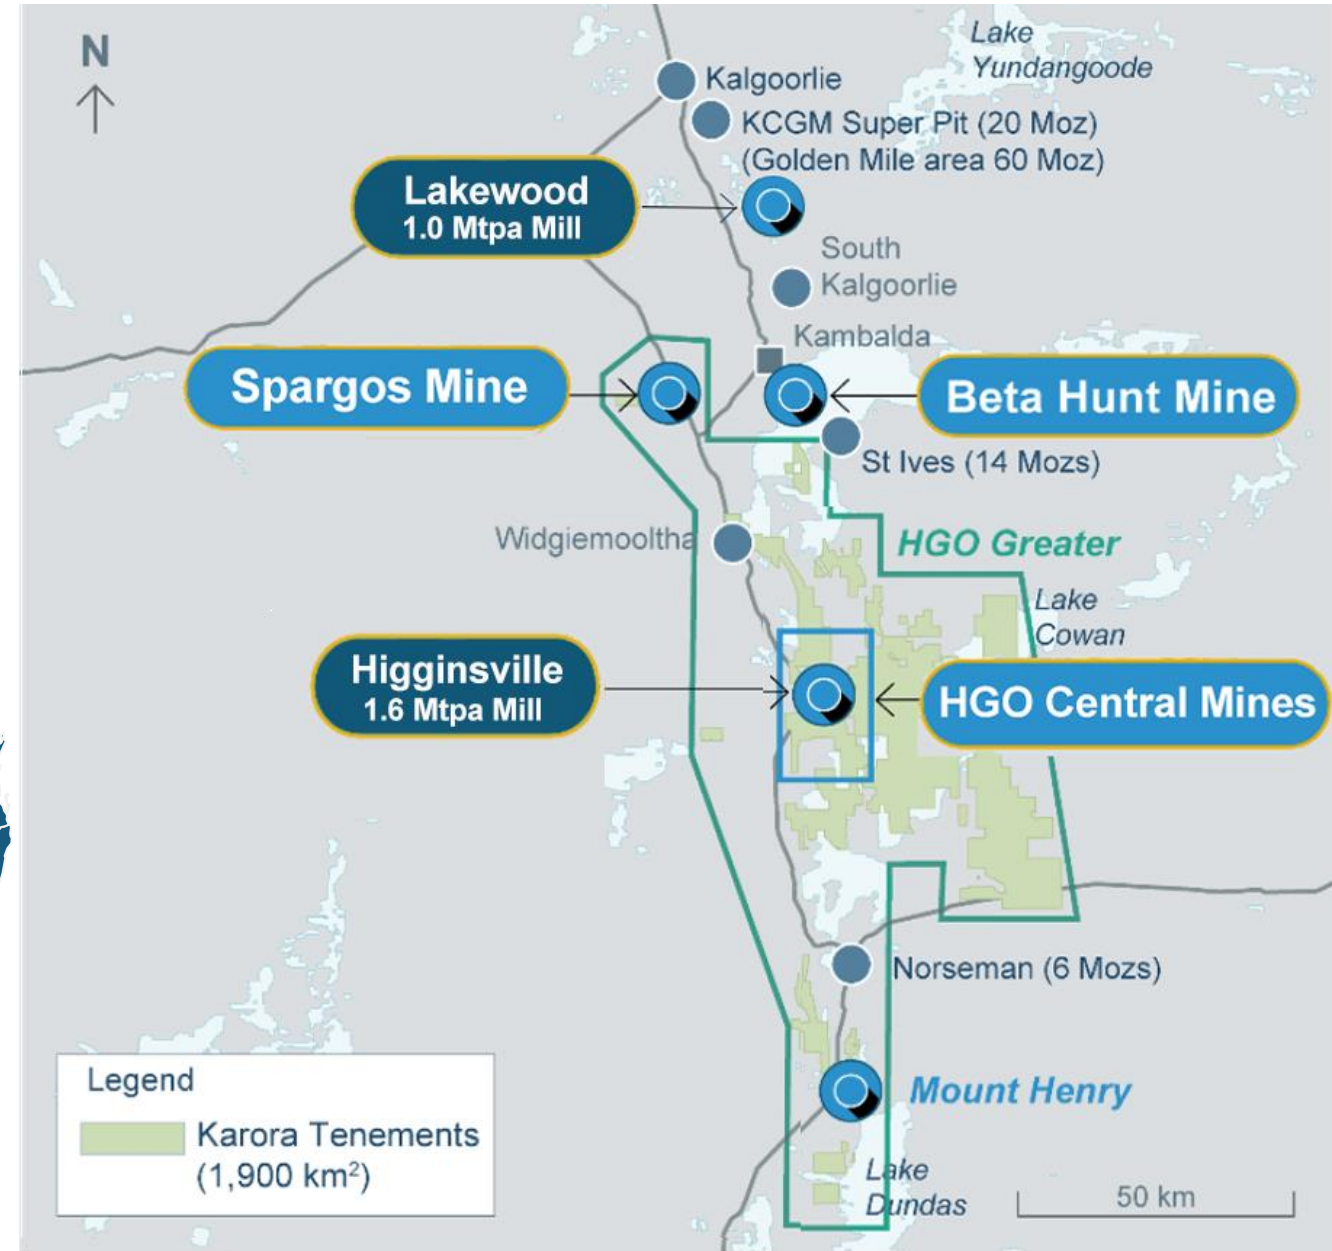 N
Lake
Yundangoode
Kalgoorlie
KCGM Super Pit (20 Moz)
(Golden Mile area 60 Moz)
Lakewood
1.0 Mtpa Mill
South
Kalgoorlie
Kambalda
Spargos Mine
Beta Hunt Mine
St Ives (14 Mozs)
Widgiemooltha
HGO Greater
Lake
Cowan
Higginsville
1.6 Mtpa Mill
HGO Central Mines
Norseman (6 Mozs)
Mount Henry
Legend
Karora Tenements
(1,900 km²)
Lake
Dundas
50 km